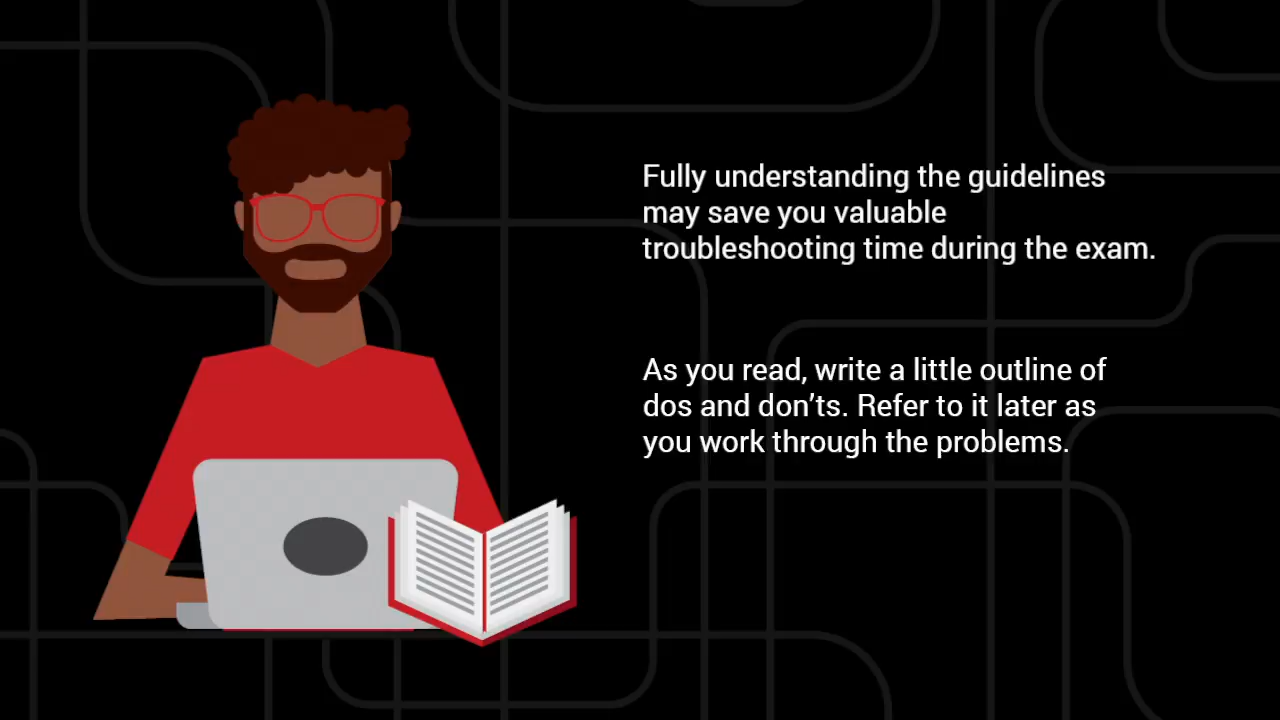 Fully understanding the guidelines
may save you valuable
troubleshooting time during the exam.
As you read, write a little outline of
dos and don’ts. Refer to it later as
you work through the problems.